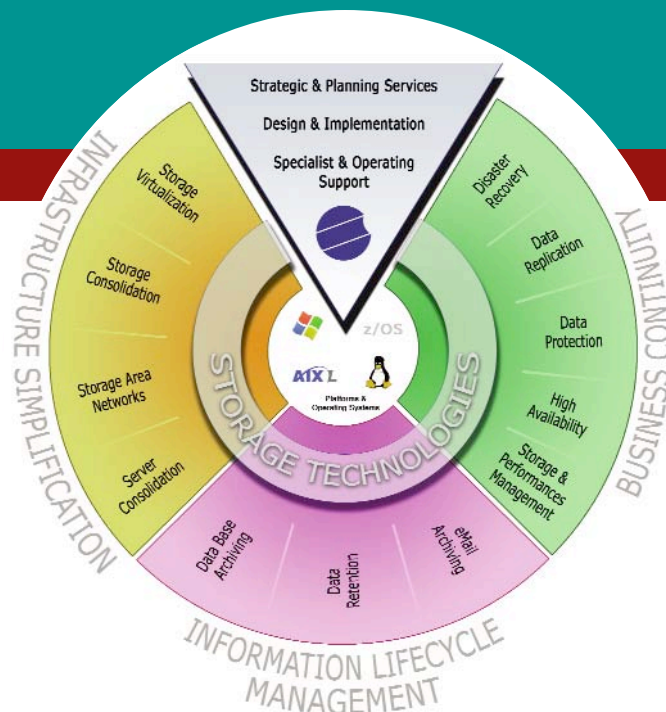 Strategic & Planning Services
Design & Implementation
Specialist & Operating
Support
INFRASTRUCTURE SIMPLIFICATION
Storage
Virtualization
Storage
Consolidation
Storage Area
Networks
Server
Consolidation
Disaster
Recovery
Data
Replication
Data
Protection
High
Availability
Storage &
Performances
Management
BUSINESS CONTINUITY
z/OS
AIX L
Platforms &
Operating Systems
STORAGE TECHNOLOGIES
Data Base
Archiving
Data
Retention
eMail
Archiving
INFORMATION LIFECYCLE
MANAGEMENT